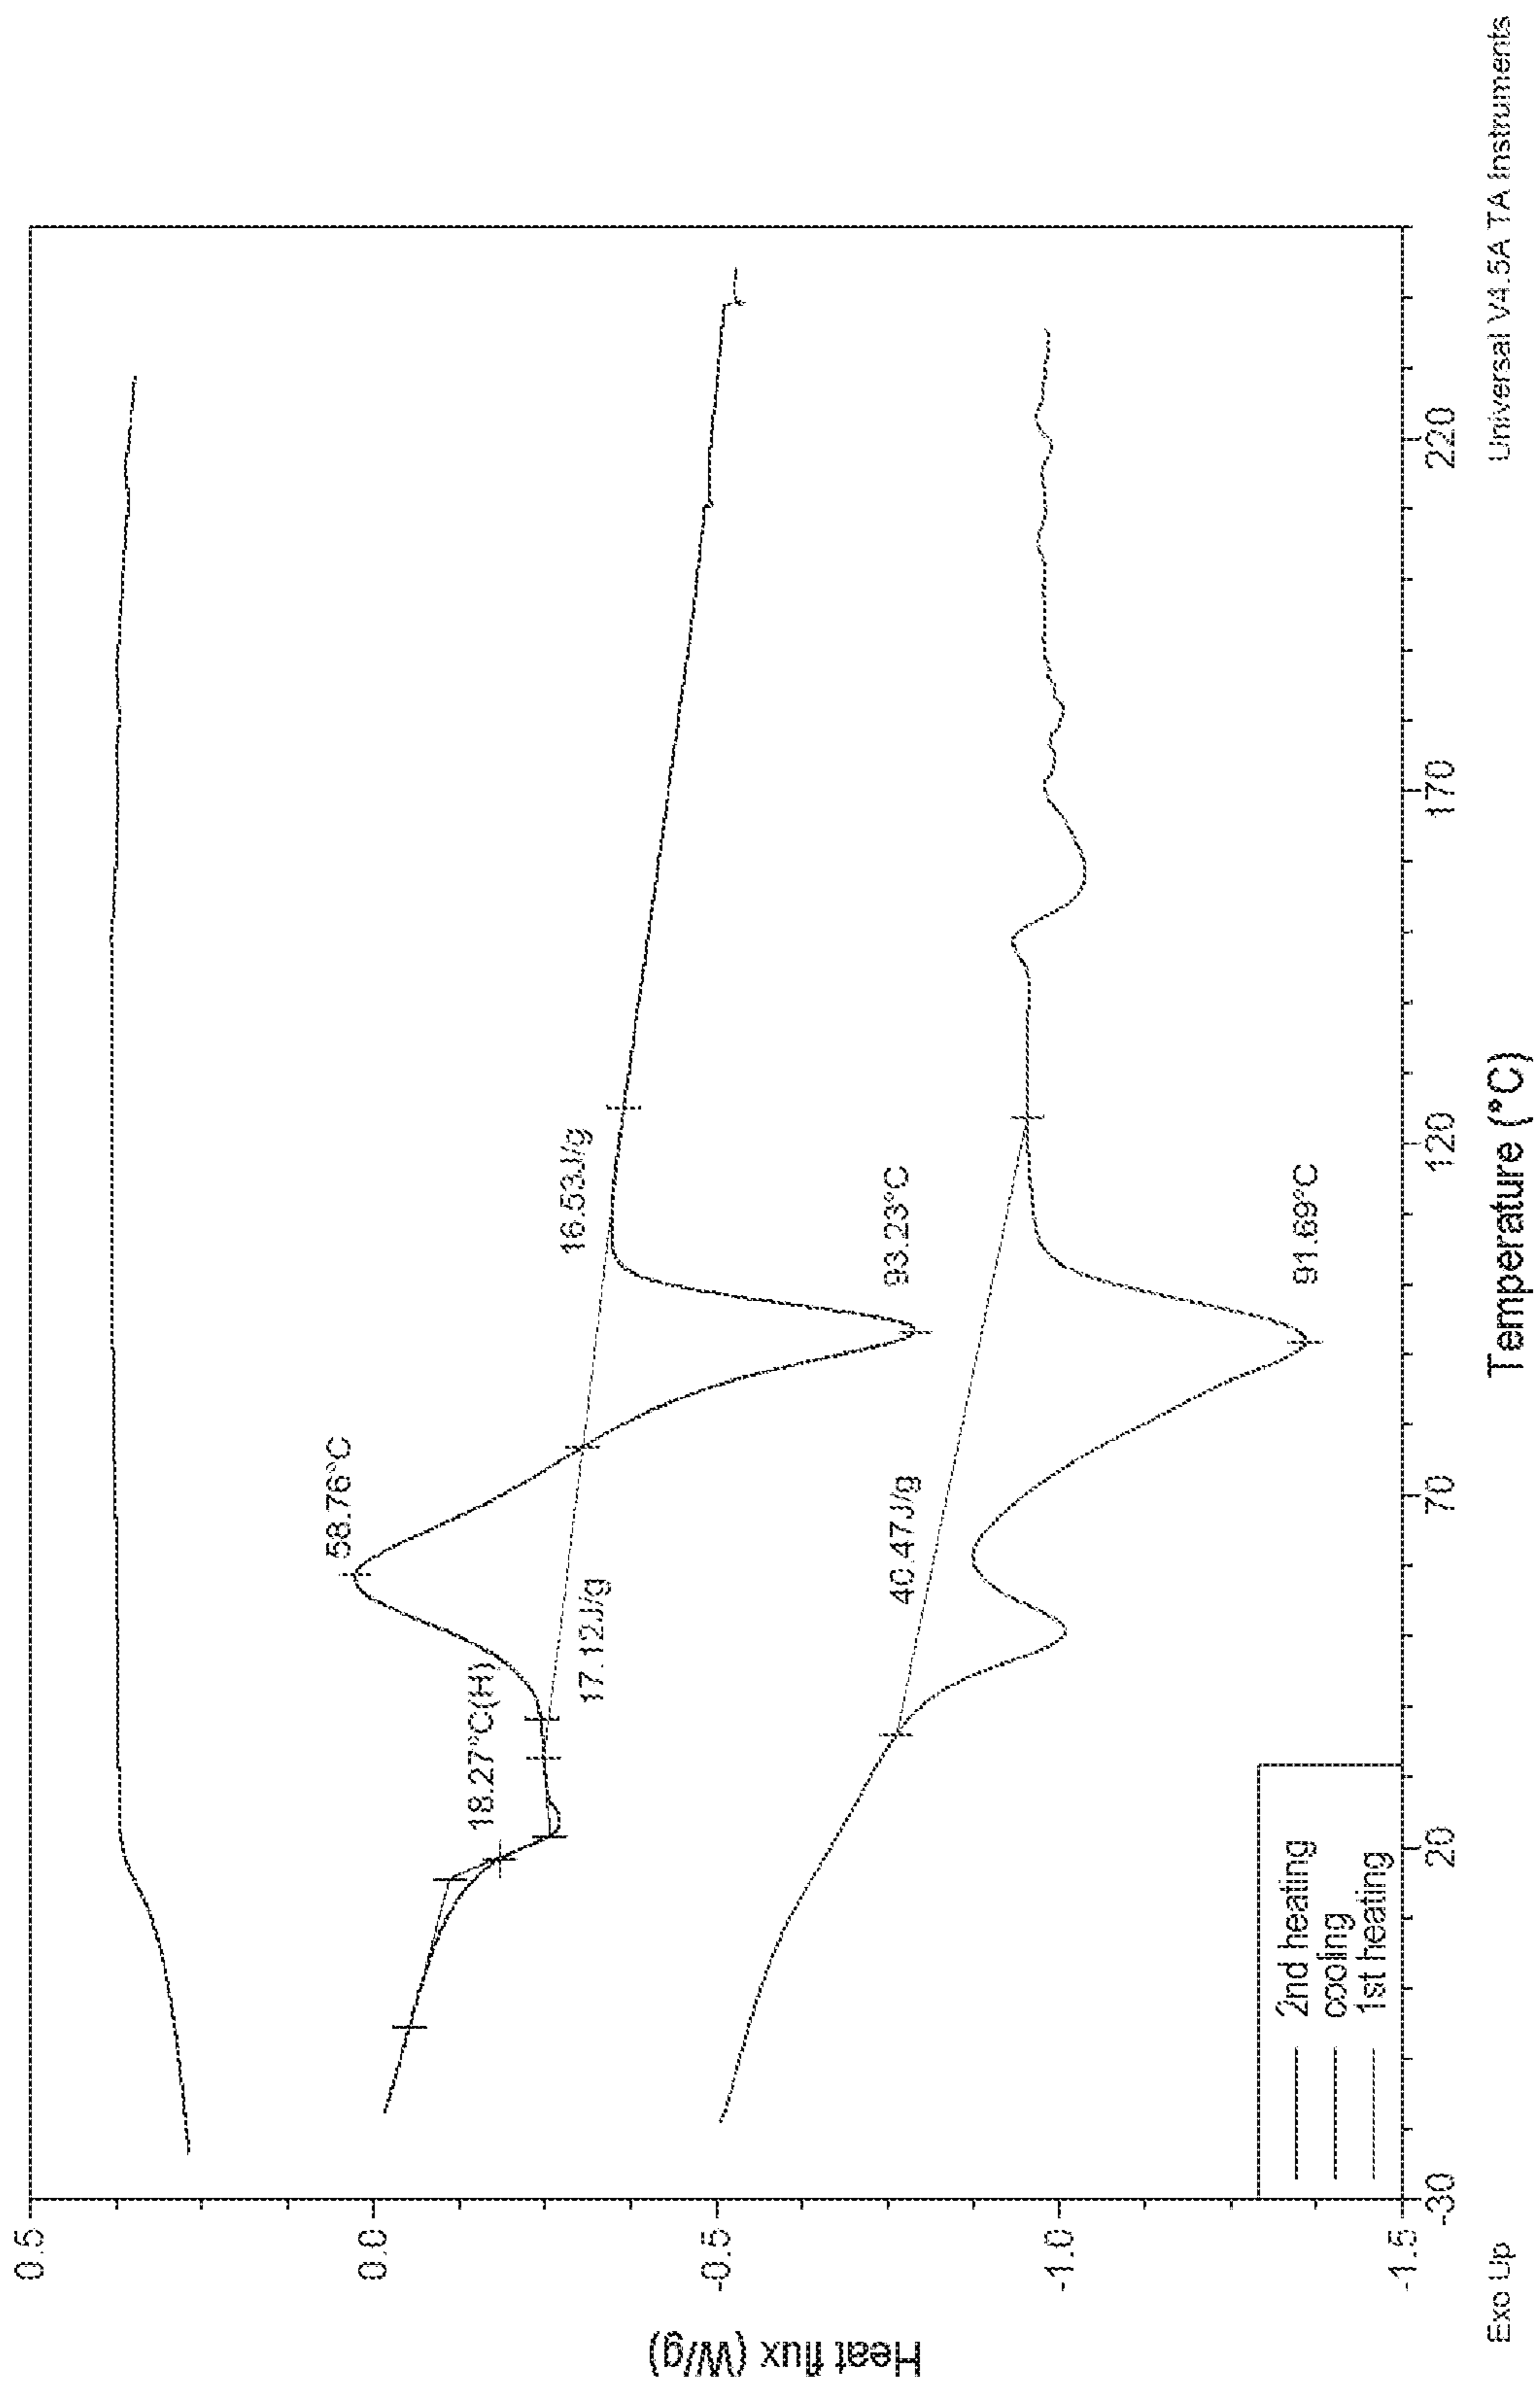 Heat flux (W/g)
0.5
0.0
-0.5
-1.0
-1.5
58.76°C
18.27°C(H)
17.12J/g
16.53J/g
93.23°C
40.47J/g
91.69°C
2nd heating
cooling
1st heating
-30
20
70
120
170
220
Exo Up
Temperature (°C)
Universal V4.5A TA Instruments